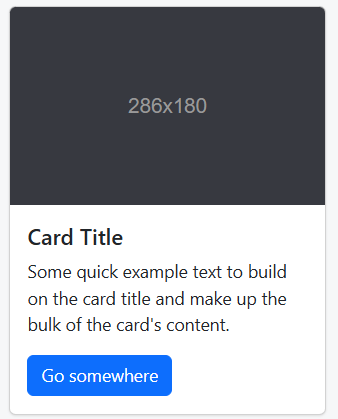 286x180
Card Title
Some quick example text to build
on the card title and make up the
bulk of the card's content.
Go somewhere